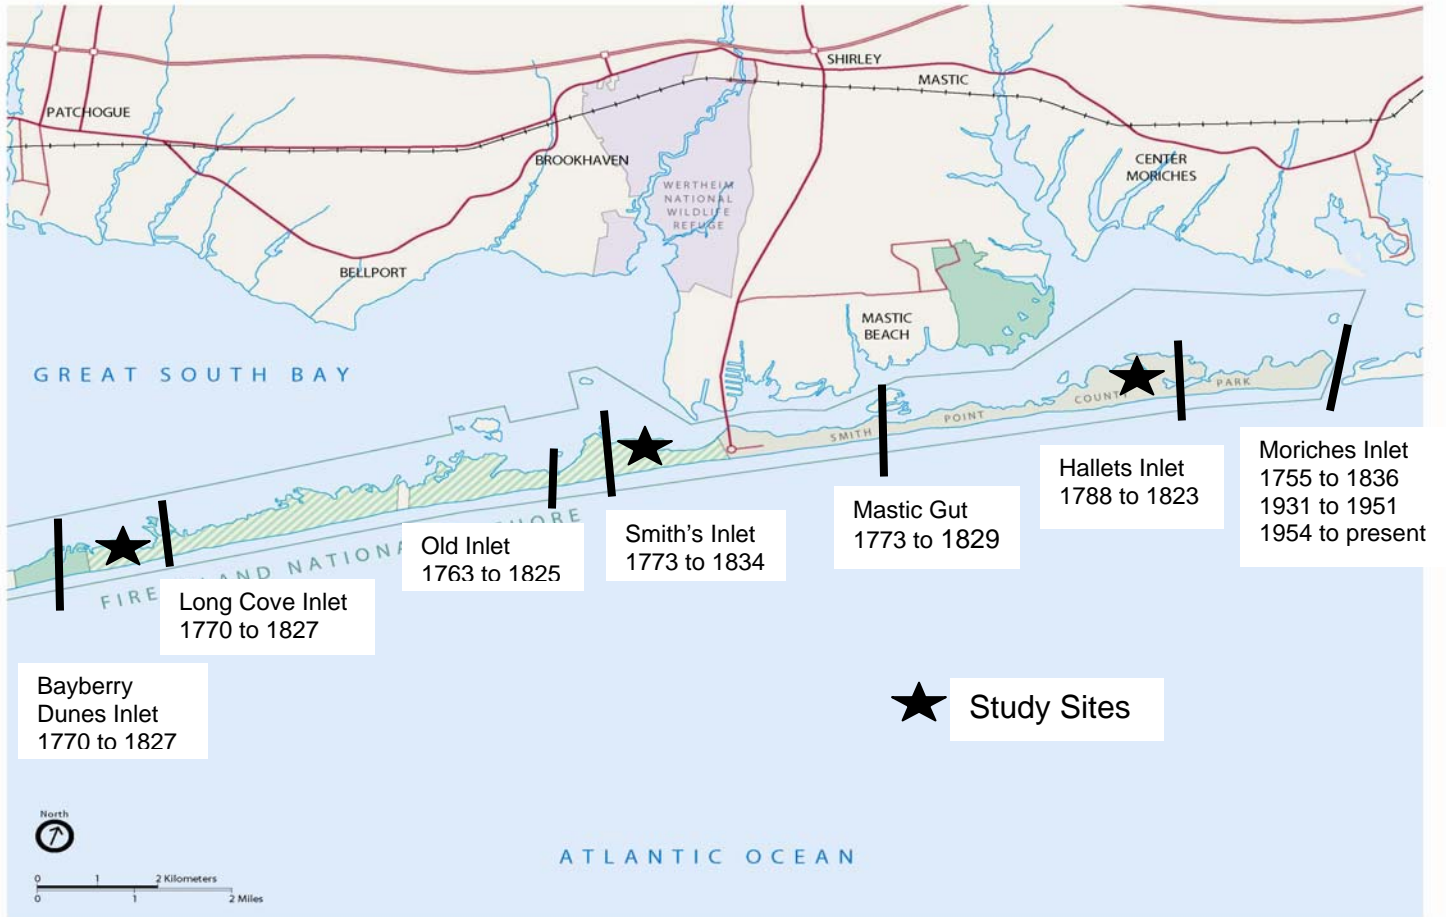 SHIRLEY
MASTIC
PATCHOGUE
BROOKHAVEN
CENTER
MORICHES
WERTHEIM
NATIONAL
WILDLIFE
REFUGE
BELLPORT
MASTIC
BEACH
GREAT SOUTH BAY
SMITH POINT COUNTY PARK
Moriches Inlet
1755 to 1836
1931 to 1951
1954 to present
Hallets Inlet
1788 to 1823
Mastic Gut
1773 to 1829
Smith's Inlet
1773 to 1834
Old Inlet
1763 to 1825
FIRE AND NATIONA HORE
Long Cove Inlet
1770 to 1827
Bayberry
Dunes Inlet
1770 to 1827
Study Sites
North
ATLANTIC OCEAN
0 1 2 Kilometers
0 1 2 Miles